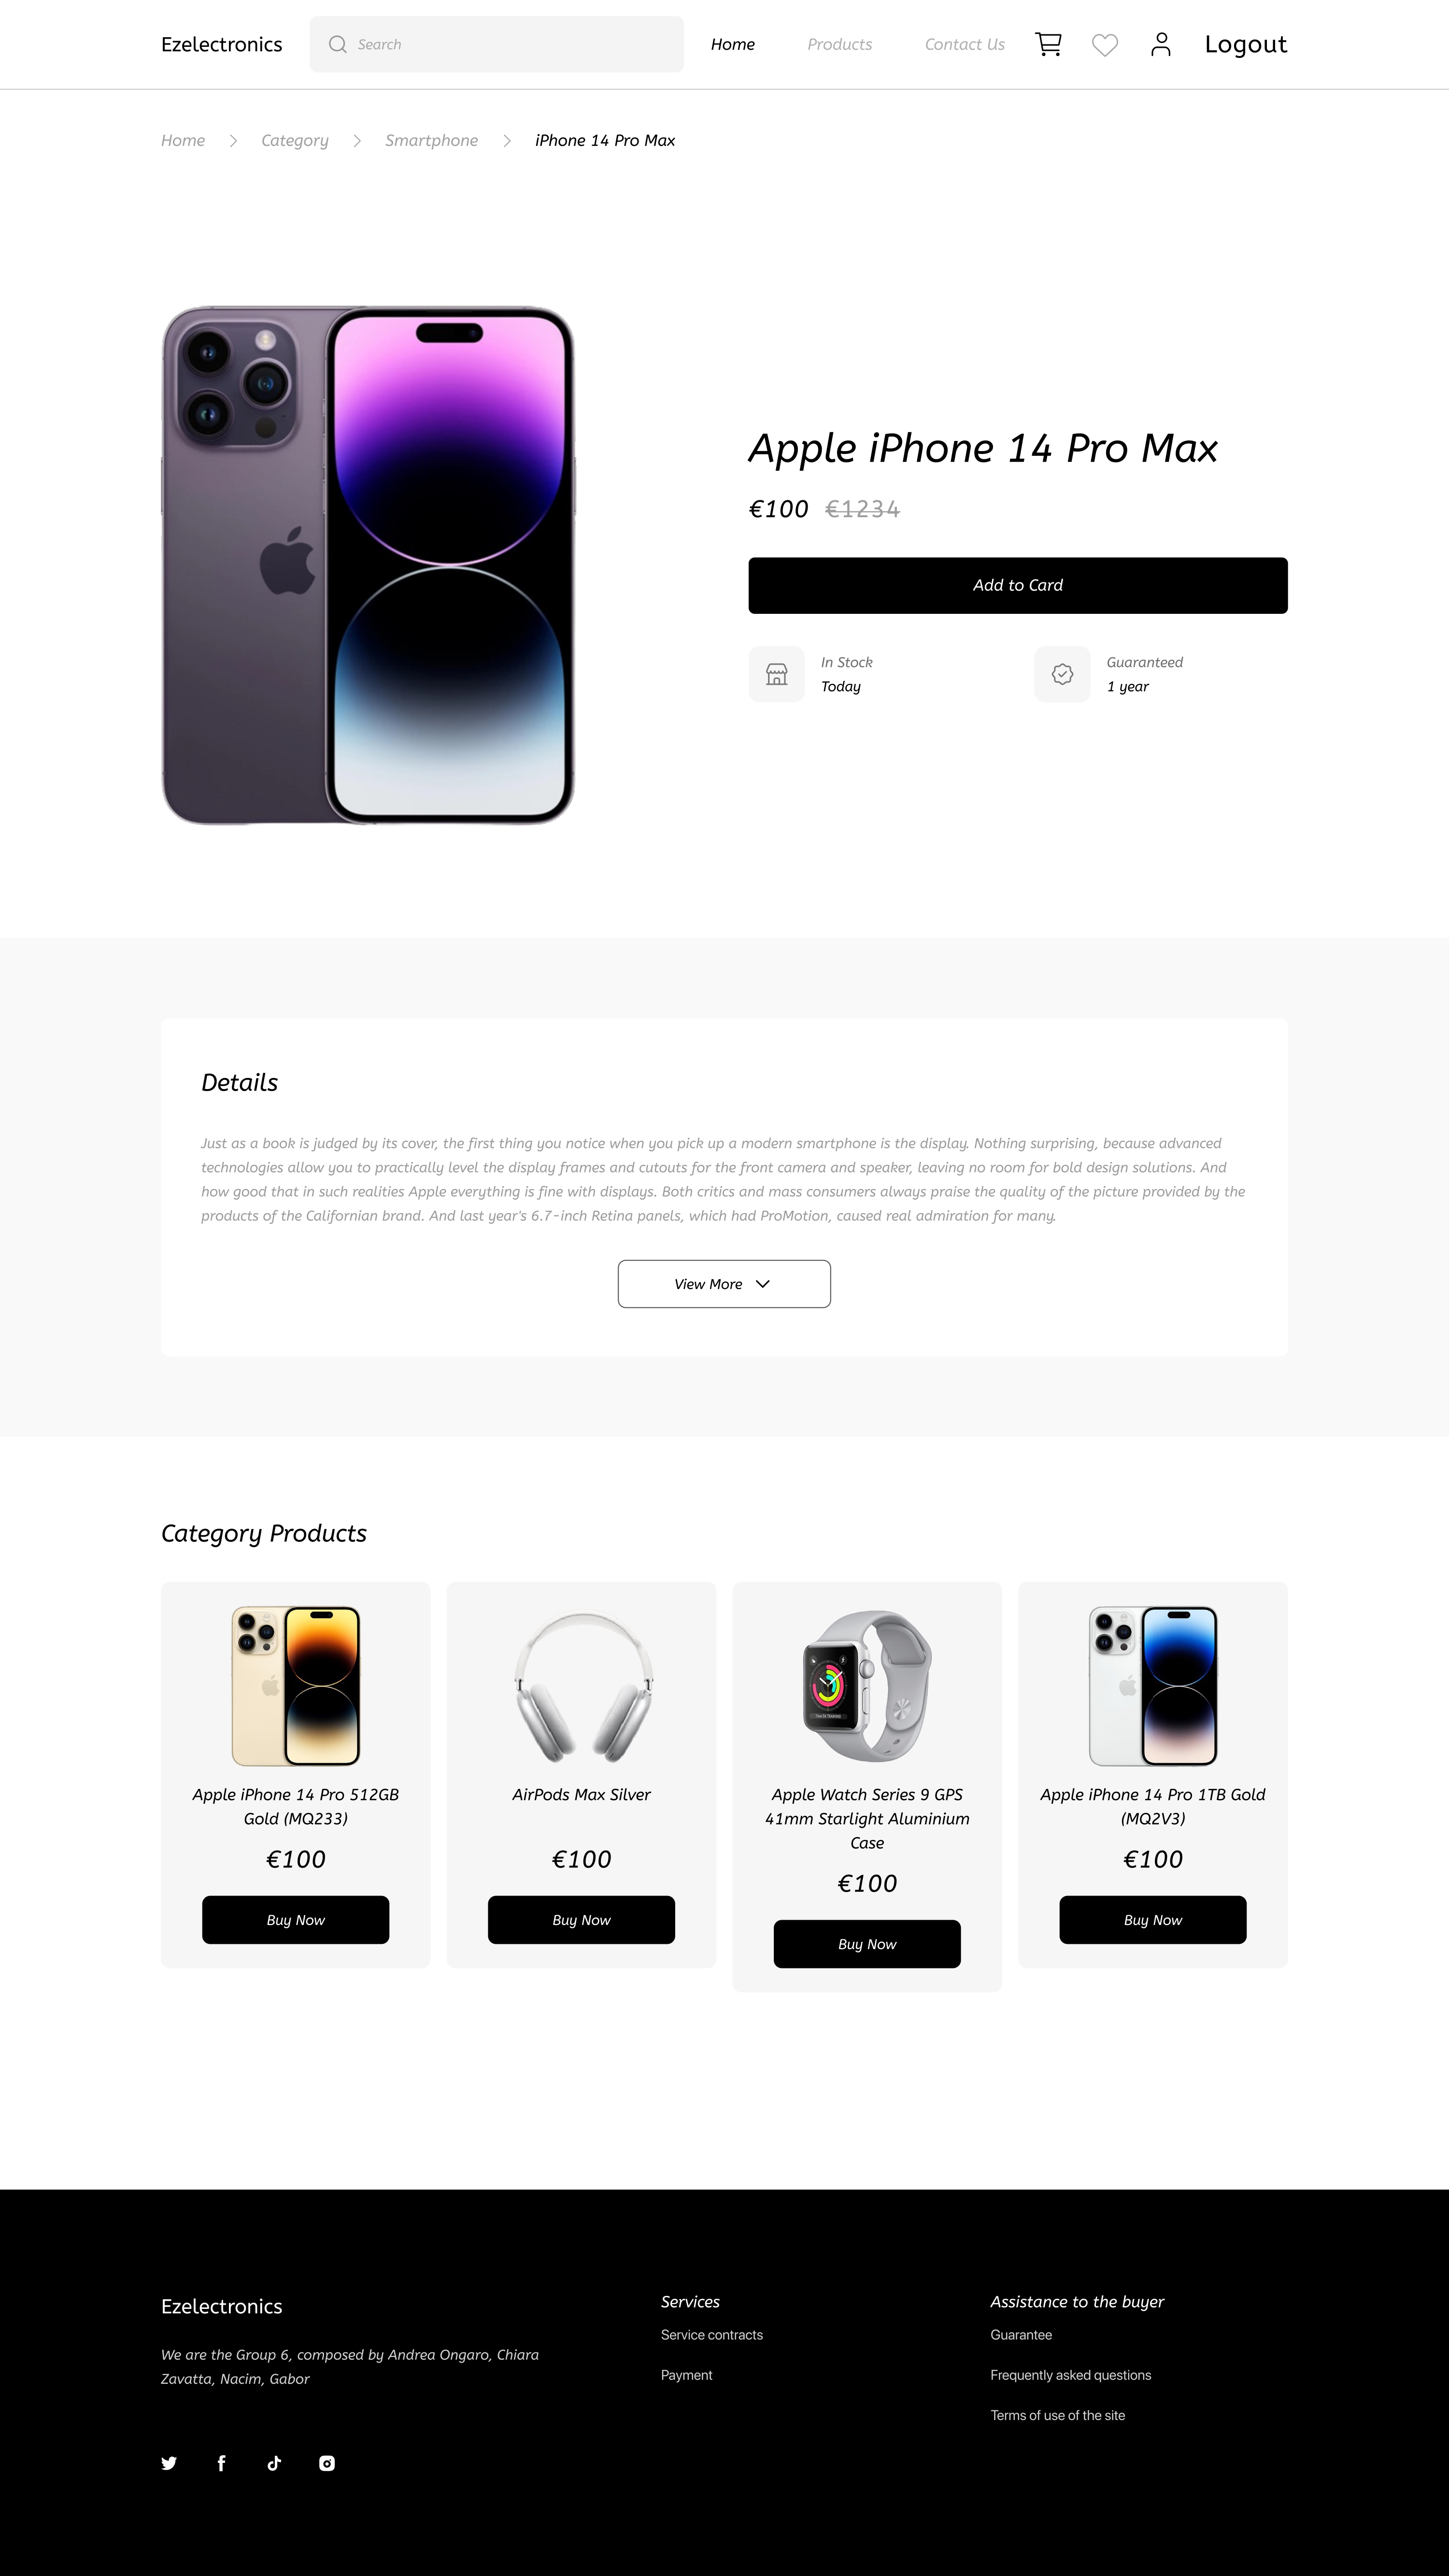 Ezelectronics
Search
Home
Products
Contact Us
Logout
Home
Category
Smartphone
iPhone 14 Pro Max
Apple iPhone 14 Pro Max
€100 €1234
Add to Card
In Stock
Today
Guaranteed
1 year
Details
Just as a book is judged by its cover, the first thing you notice when you pick up a modern smartphone is the display. Nothing surprising, because advanced
technologies allow you to practically level the display frames and cutouts for the front camera and speaker, leaving no room for bold design solutions. And
how good that in such realities Apple everything is fine with displays. Both critics and mass consumers always praise the quality of the picture provided by the
products of the Californian brand. And last year's 6.7-inch Retina panels, which had ProMotion, caused real admiration for many.
View More
Category Products
Apple iPhone 14 Pro 512GB
Gold (MQ233)
€100
Buy Now
AirPods Max Silver
€100
Buy Now
Apple Watch Series 9 GPS
41mm Starlight Aluminium
Case
€100
Buy Now
Apple iPhone 14 Pro 1TB Gold
(MQ2V3)
€100
Buy Now
Ezelectronics
We are the Group 6, composed by Andrea Ongaro, Chiara
Zavatta, Nacim, Gabor
Services
Service contracts
Payment
Assistance to the buyer
Guarantee
Frequently asked questions
Terms of use of the site